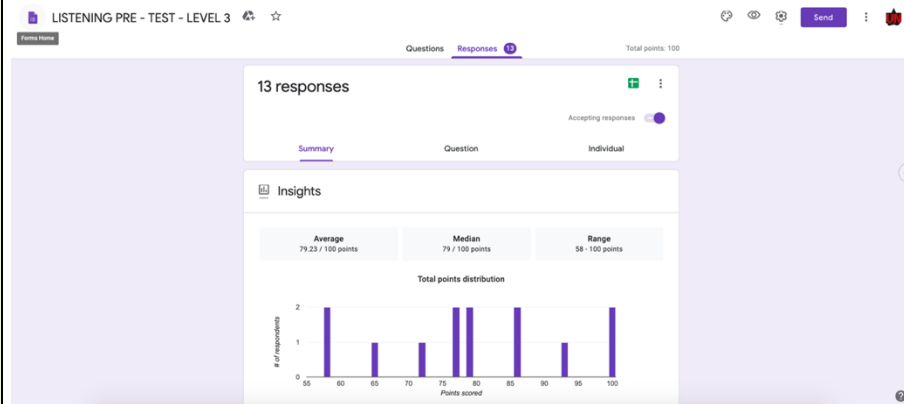 LISTENING PRE - TEST - LEVEL 3
Send
UN
Forms Home
Questions Responses 13 Total points: 100
13 responses
Accepting responses
Summary Question Individual
Insights
Average Median Range
79.23 / 100 points 79 / 100 points 58 - 100 points
Total points distribution
# of respondents
2
1
0
55 60 65 70 75 80 85 90 95 100
Points scored